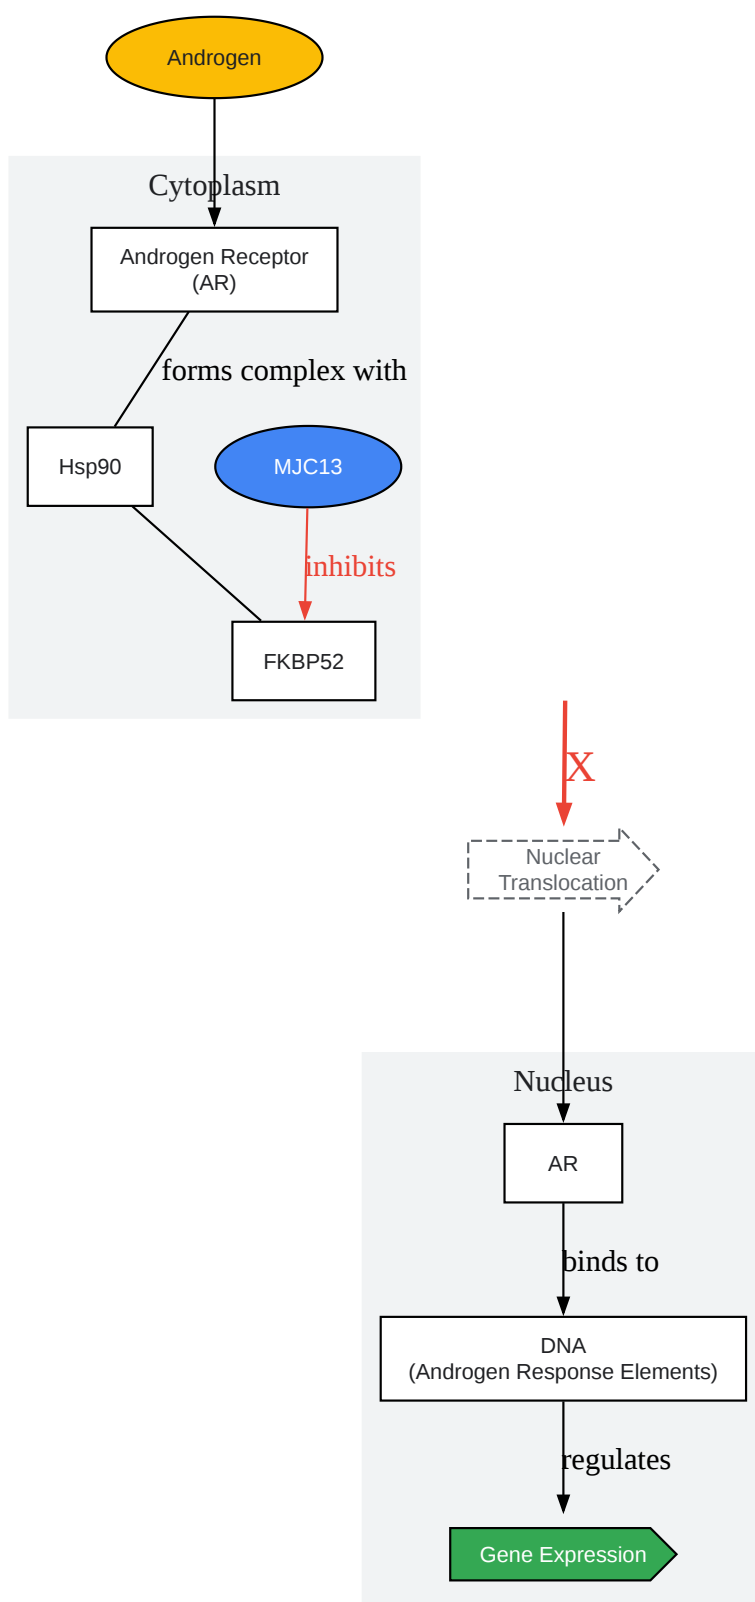 Androgen
Cytoplasm
Androgen Receptor
(AR)
forms complex with
Hsp90
MJC13
inhibits
FKBP52
X
Nuclear
Translocation
Nucleus
AR
binds to
DNA
(Androgen Response Elements)
regulates
Gene Expression